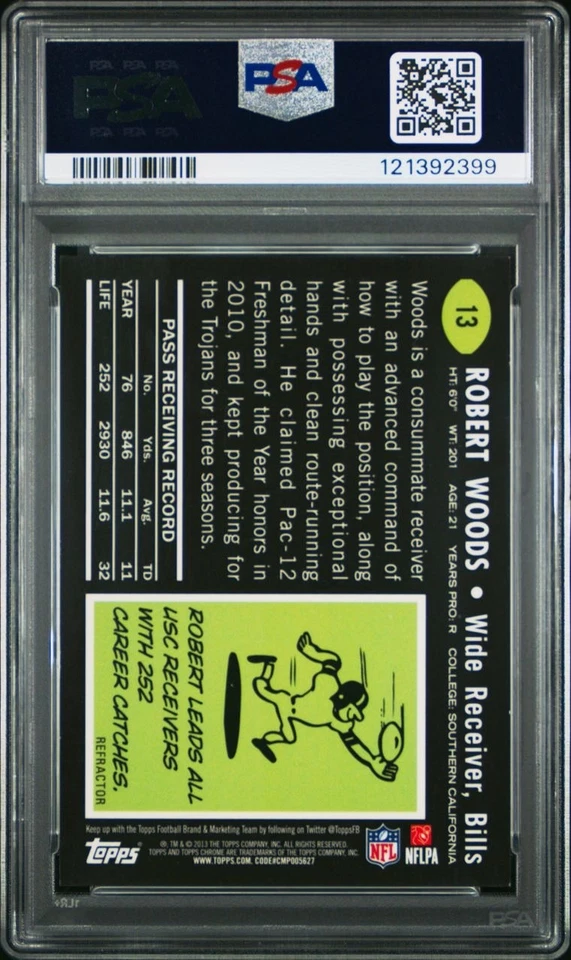 PSA PSA PSA
PSA
PSA PSA PSA
PSA
121392399
13
ROBERT WOODS • Wide Receiver, Bills
HT: 6'0" WT: 201 AGE: 21 YEARS PRO: R COLLEGE: SOUTHERN CALIFORNIA
Woods is a consummate receiver
with an advanced command of
how to play the position, along
with possessing exceptional
hands and clean route-running
detail. He claimed Pac-12
Freshman of the Year honors in
2010, and kept producing for
the Trojans for three seasons.
PASS RECEIVING RECORD
No. Yds. Avg. TD
YEAR 76 846 11.1 11
LIFE 252 2930 11.6 32
ROBERT LEADS ALL
USC RECEIVERS
WITH 252
CAREER CATCHES.
REFRACTOR
NFL
NFLPA
Keep up with the Topps Football Brand & Marketing Team by following on Twitter @ToppsFB
Topps
®, TM & © 2013 THE TOPPS COMPANY, INC. ALL RIGHTS RESERVED.
TOPPS AND TOPPS CHROME ARE TRADEMARKS OF THE TOPPS COMPANY, INC.
WWW.TOPPS.COM. CODE#CMP005627
PSA